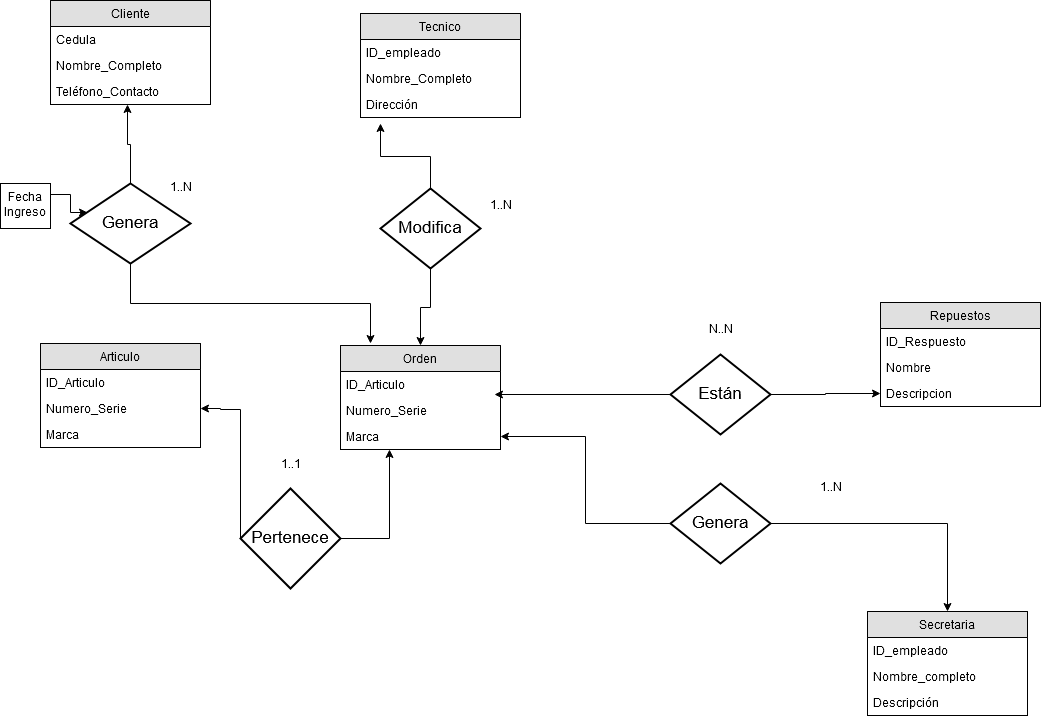 Cliente
Cedula
Nombre_Completo
Teléfono_Contacto
Tecnico
ID_empleado
Nombre_Completo
Dirección
Fecha
Ingreso
Genera
1..N
Modifica
1..N
Articulo
ID_Articulo
Numero_Serie
Marca
Orden
ID_Articulo
Numero_Serie
Marca
N..N
Están
Repuestos
ID_Respuesto
Nombre
Descripcion
1..1
Pertenece
1..N
Genera
Secretaria
ID_empleado
Nombre_completo
Descripción